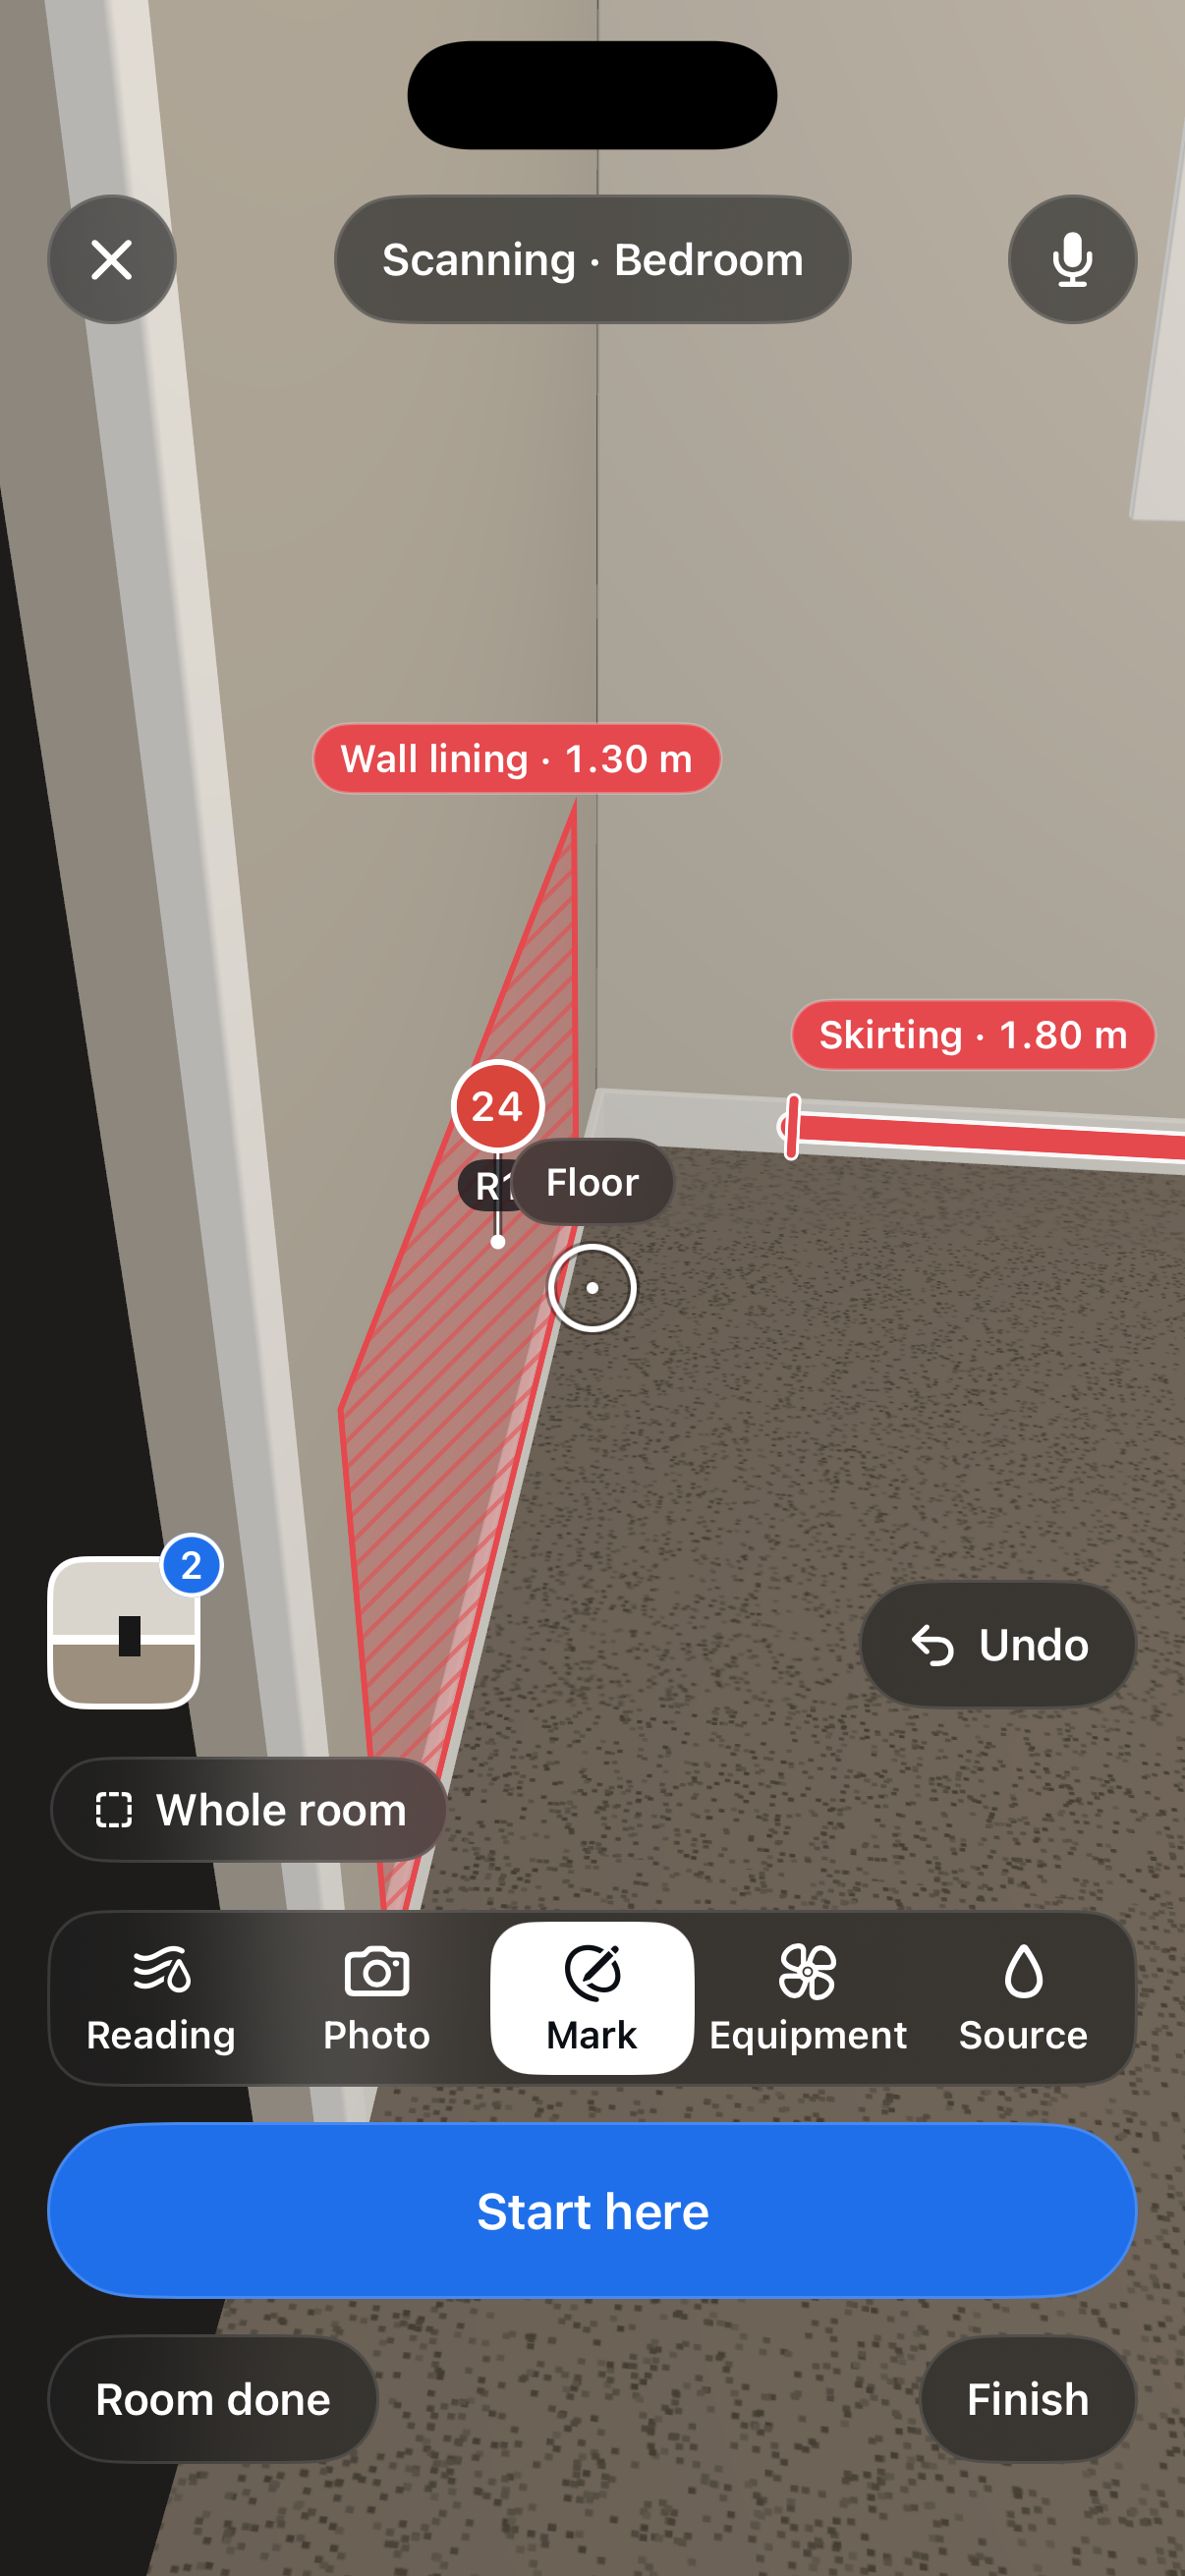 Scanning · Bedroom
Wall lining · 1.30 m
Skirting · 1.80 m
24
Floor
2
Undo
Whole room
Reading
Photo
Mark
Equipment
Source
Start here
Room done
Finish